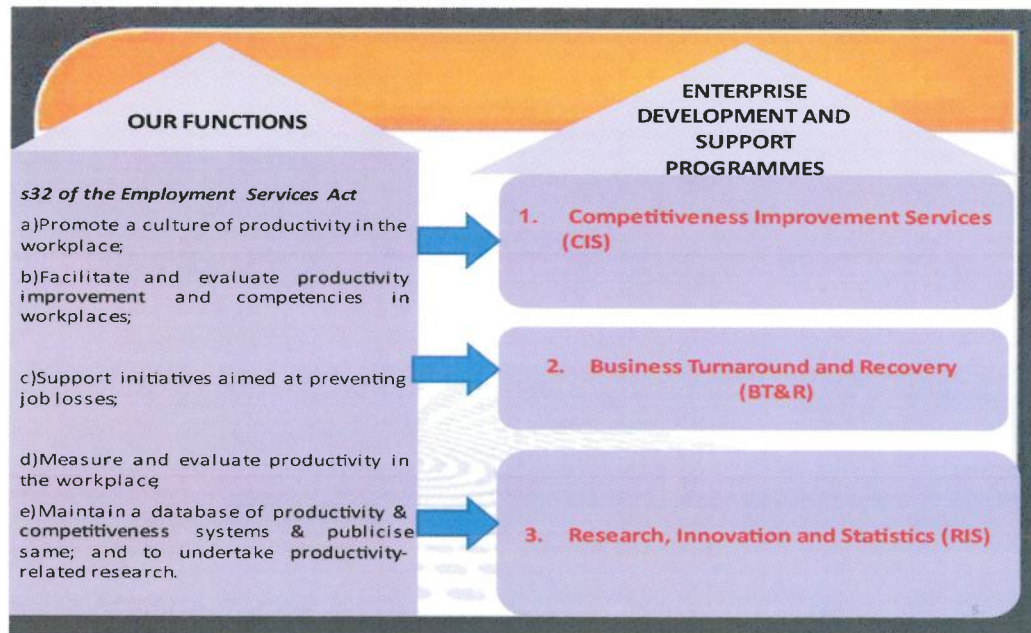 OUR FUNCTIONS
s32 of the Employment Services Act
a)Promote a culture of productivity in the
workplace;
b)Facilitate and evaluate productivity
improvement and competencies in
workplaces;
c)Support initiatives aimed at preventing
job losses;
d)Measure and evaluate productivity in
the workplace;
e)Maintain a database of productivity &
competitiveness systems & publicise
same; and to undertake productivity-
related research.
ENTERPRISE
DEVELOPMENT AND
SUPPORT
PROGRAMMES
1. Competitiveness Improvement Services
(CIS)
2. Business Turnaround and Recovery
(BT&R)
3. Research, Innovation and Statistics (RIS)